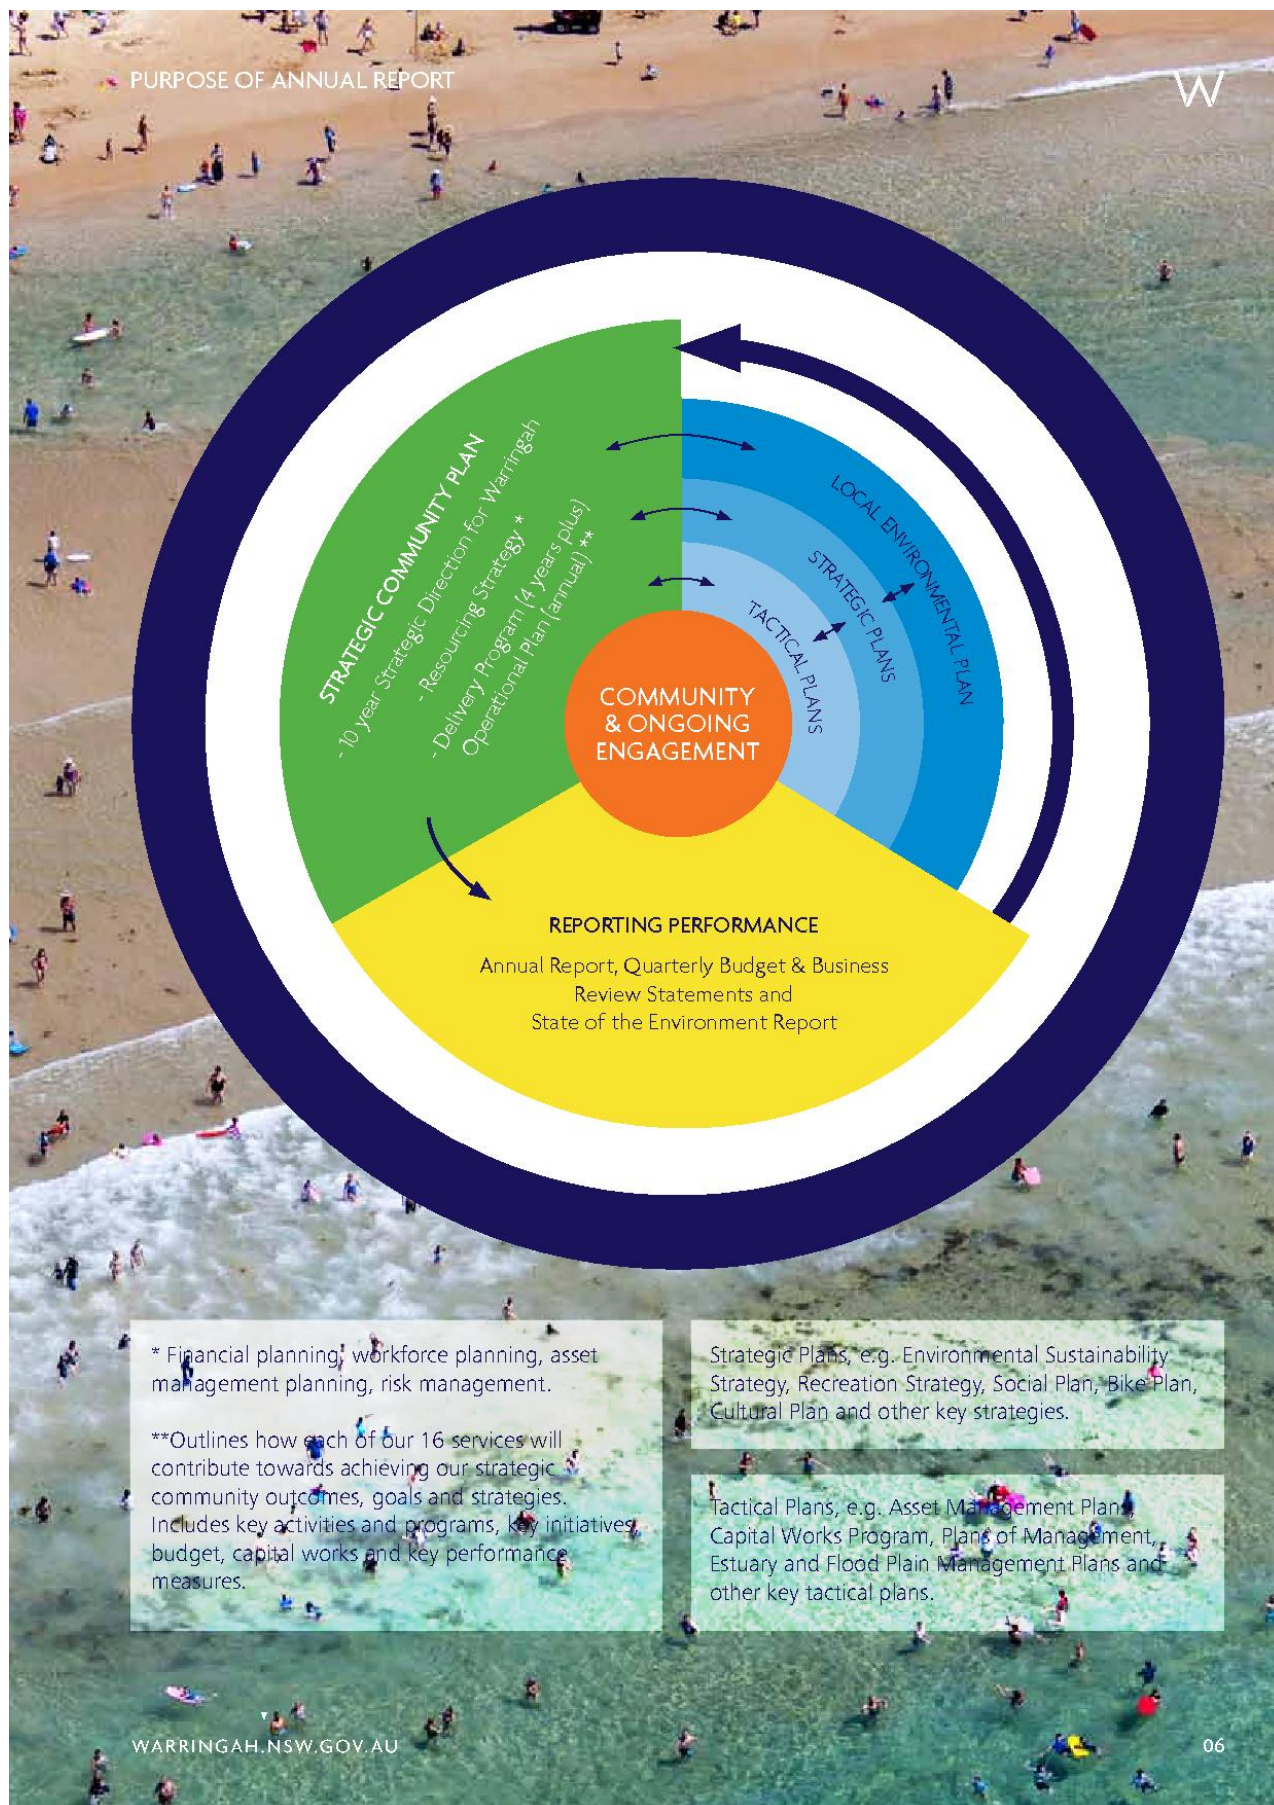 PURPOSE OF ANNUAL REPORT
W
STRATEGIC COMMUNITY PLAN
- 10 year Strategic Direction for Warringah
- Resourcing Strategy *
- Delivery Program (4 years plus)
Operational Plan (annual) **
LOCAL ENVIRONMENTAL PLAN
STRATEGIC PLANS
TACTICAL PLANS
COMMUNITY
& ONGOING
ENGAGEMENT
REPORTING PERFORMANCE
Annual Report, Quarterly Budget & Business
Review Statements and
State of the Environment Report
* Financial planning, workforce planning, asset
management planning, risk management.
**Outlines how each of our 16 services will
contribute towards achieving our strategic
community outcomes, goals and strategies.
Includes key activities and programs, key initiatives,
budget, capital works and key performance
measures.
Strategic Plans, e.g. Environmental Sustainability
Strategy, Recreation Strategy, Social Plan, Bike Plan,
Cultural Plan and other key strategies.
Tactical Plans, e.g. Asset Management Plan,
Capital Works Program, Plans of Management,
Estuary and Flood Plain Management Plans and
other key tactical plans.
WARRINGAH.NSW.GOV.AU
06